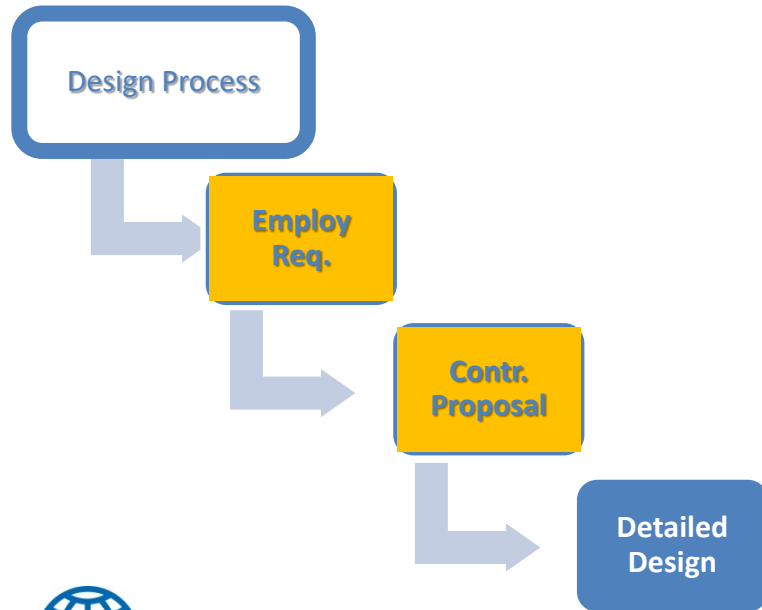 Design Process
Employ
Req.
Contr.
Proposal
Detailed
Design